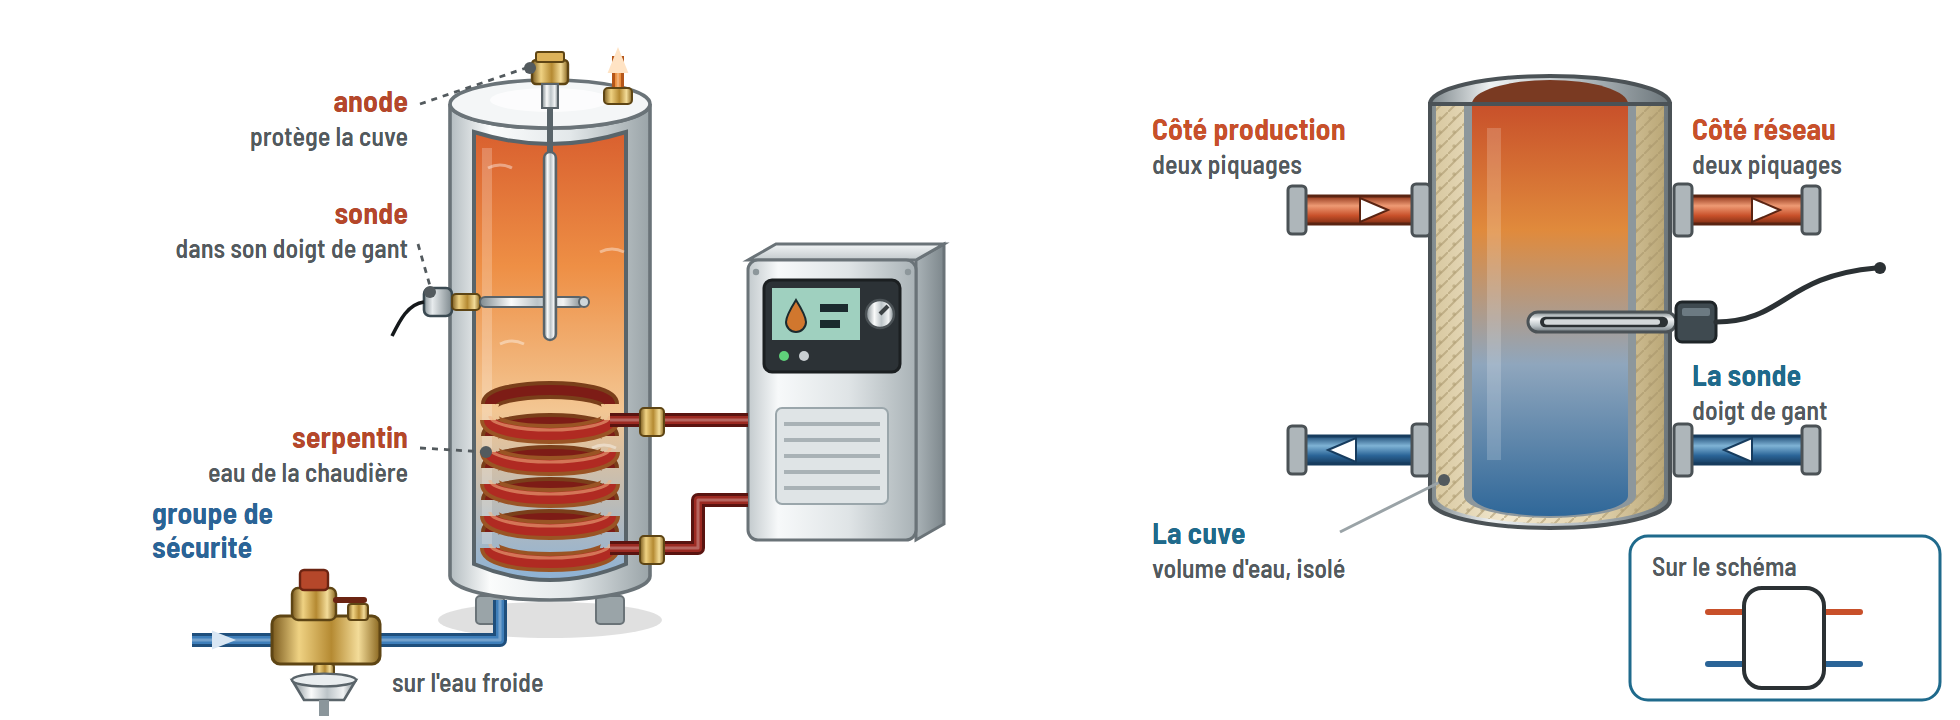 anode
protège la cuve
sonde
dans son doigt de gant
serpentin
eau de la chaudière
groupe de
sécurité
sur l'eau froide
Côté production
deux piquages
Côté réseau
deux piquages
La sonde
doigt de gant
La cuve
volume d'eau, isolé
Sur le schéma